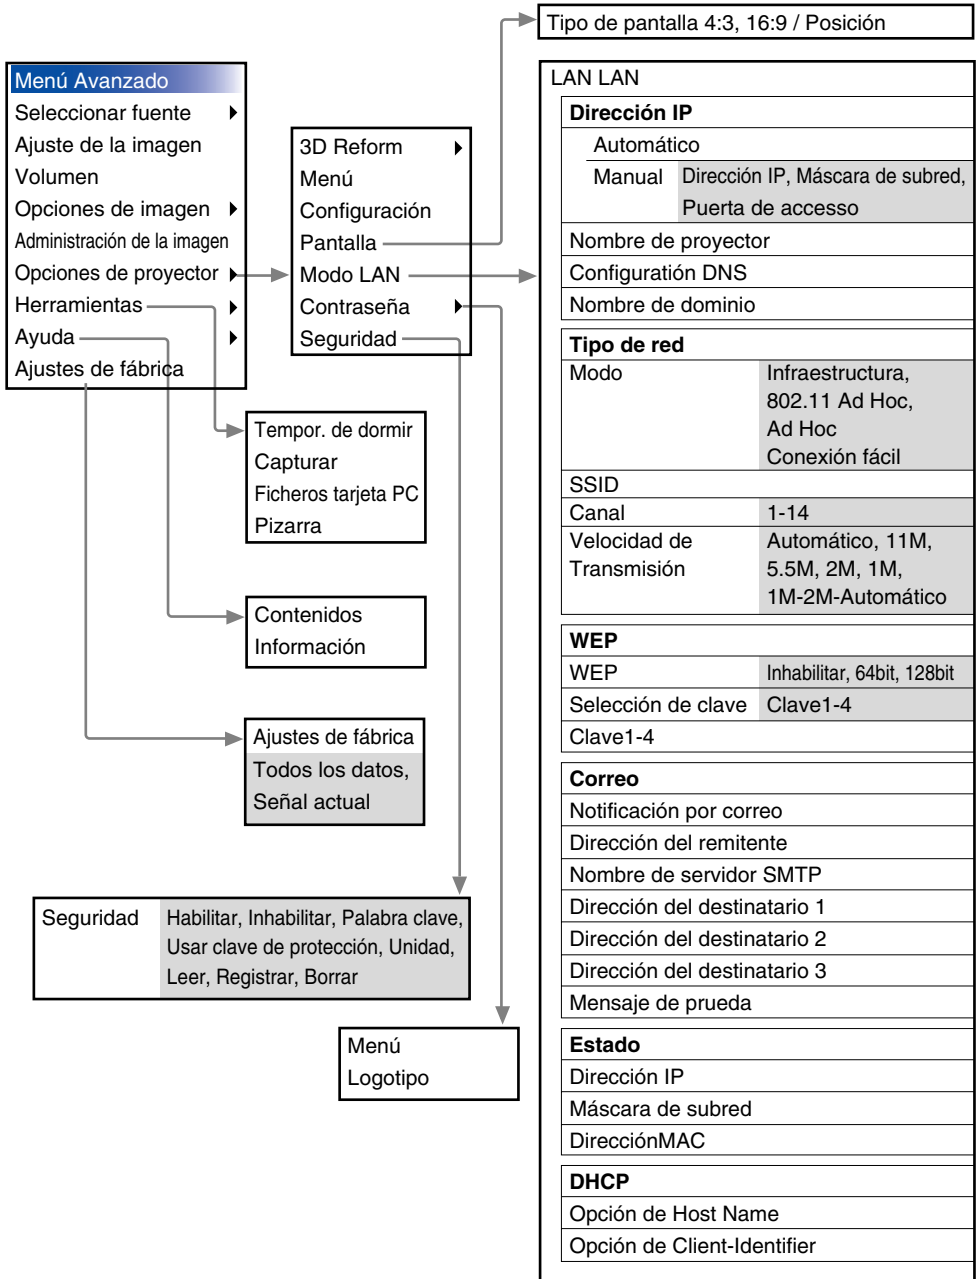 Tipo de pantalla 4:3, 16:9 / Posición
Menú Avanzado
Seleccionar fuente
Ajuste de la imagen
Volumen
Opciones de imagen
Administración de la imagen
Opciones de proyector
Herramientas
Ayuda
Ajustes de fábrica
3D Reform
Menú
Configuración
Pantalla
Modo LAN
Contraseña
Seguridad
Tempor. de dormir
Capturar
Ficheros tarjeta PC
Pizarra
Contenidos
Información
Ajustes de fábrica
Todos los datos,
Señal actual
Seguridad Habilitar, Inhabilitar, Palabra clave,
Usar clave de protección, Unidad,
Leer, Registrar, Borrar
Menú
Logotipo
LAN LAN
Dirección IP
Automático
Manual Dirección IP, Máscara de subred,
Puerta de accesso
Nombre de proyector
Configuratión DNS
Nombre de dominio
Tipo de red
Modo Infraestructura,
802.11 Ad Hoc,
Ad Hoc
Conexión fácil
SSID
Canal 1-14
Velocidad de Automático, 11M,
Transmisión 5.5M, 2M, 1M,
1M-2M-Automático
WEP
WEP Inhabilitar, 64bit, 128bit
Selección de clave Clave1-4
Clave1-4
Correo
Notificación por correo
Dirección del remitente
Nombre de servidor SMTP
Dirección del destinatario 1
Dirección del destinatario 2
Dirección del destinatario 3
Mensaje de prueba
Estado
Dirección IP
Máscara de subred
DirecciónMAC
DHCP
Opción de Host Name
Opción de Client-Identifier